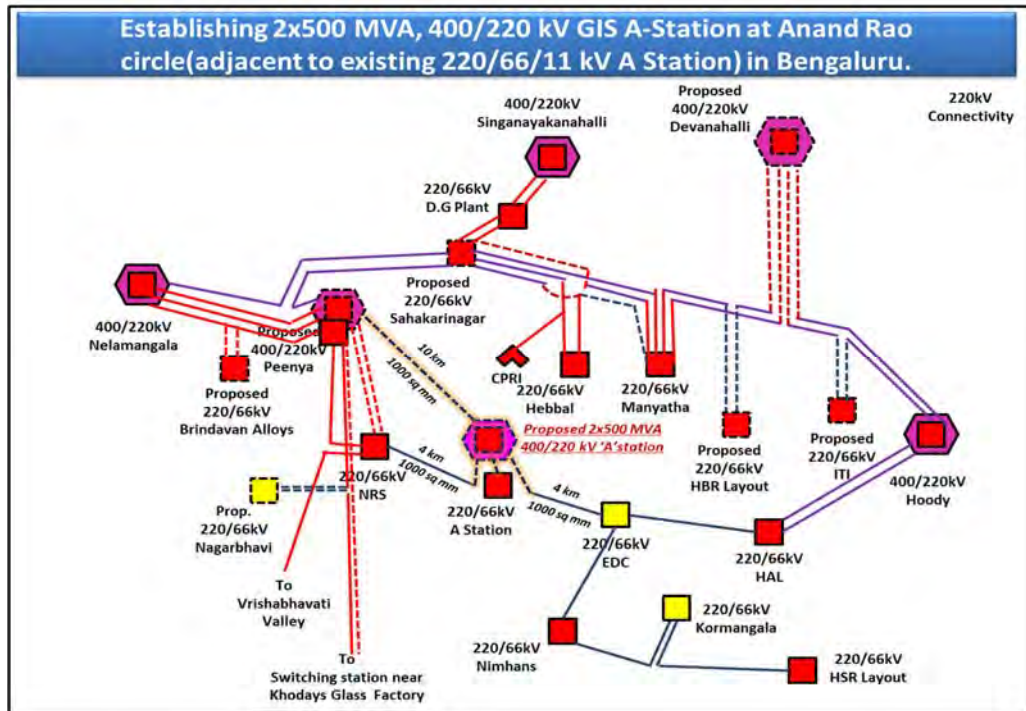 Establishing 2x500 MVA, 400/220 kV GIS A-Station at Anand Rao
circle(adjacent to existing 220/66/11 kV A Station) in Bengaluru.
400/220kV
Singanayakanahalli
Proposed
400/220kV
Devanahalli
220kV
Connectivity
220/66kV
D.G Plant
Proposed
220/66kV
Sahakarinagar
400/220kV
Nelamangala
Proposed
400/220kV
Peenya
Proposed
220/66kV
Brindavan Alloys
10 km
1000 sq mm
CPRI
220/66kV
Hebbal
220/66kV
Manyatha
Proposed 2x500 MVA
400/220 kV 'A'station
Proposed
220/66kV
HBR Layout
Proposed
220/66kV
ITI
400/220kV
Hoody
220/66kV
NRS
4 km
1000 sq mm
220/66kV
A Station
4 km
1000 sq mm
220/66kV
EDC
220/66kV
HAL
Prop.
220/66kV
Nagarbhavi
To
Vrishabhavati
Valley
220/66kV
Nimhans
220/66kV
Kormangala
220/66kV
HSR Layout
To
Switching station near
Khodays Glass Factory